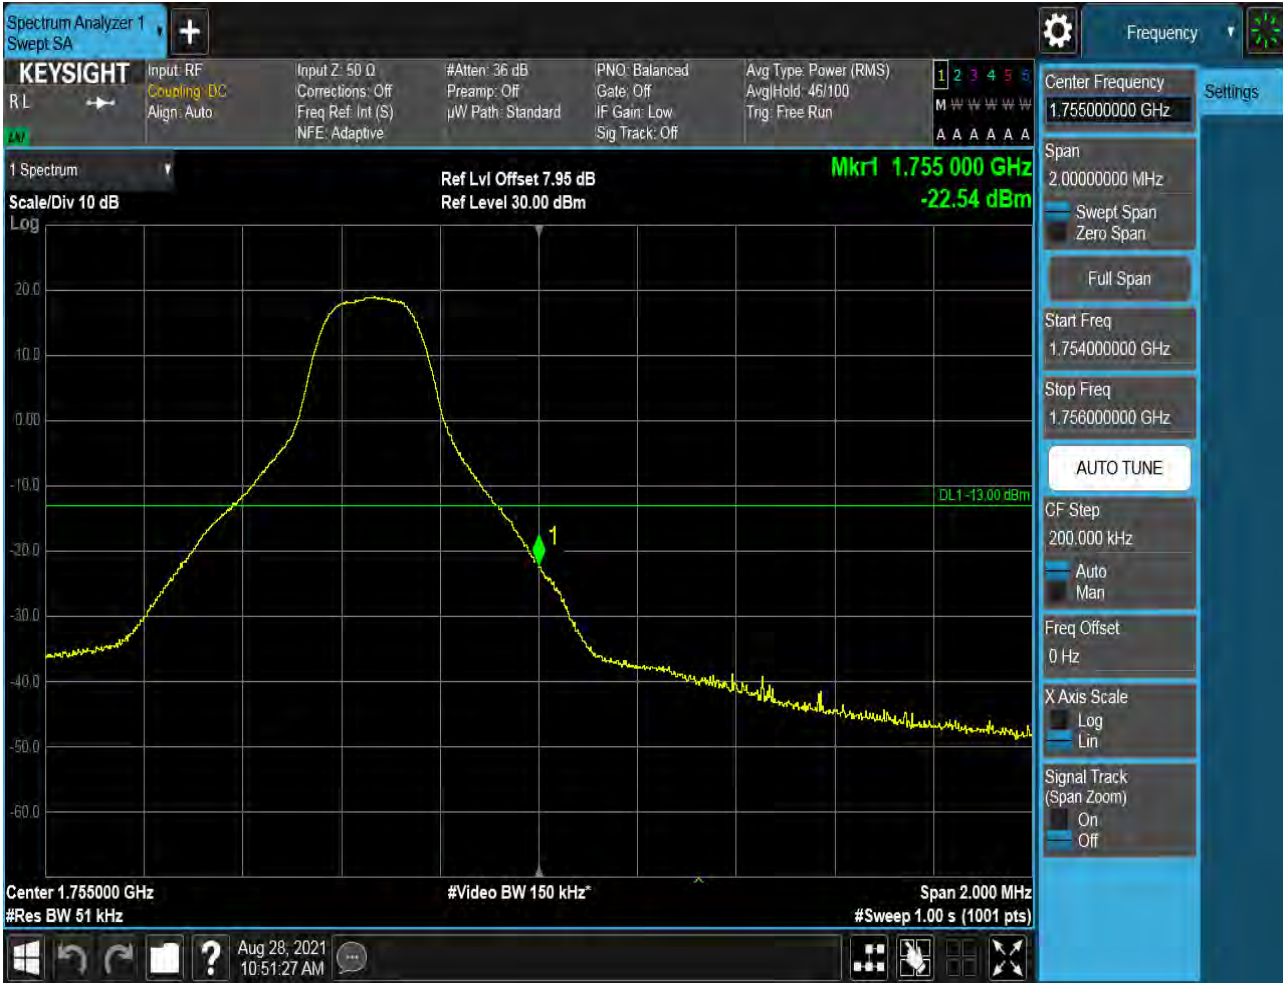 Spectrum Analyzer 1
Swept SA
Frequency
KEYSIGHT
RL
LNI
Input: RF
Coupling: DC
Align: Auto
Input Z: 50 Ω
Corrections: Off
Freq Ref: Int (S)
NFE: Adaptive
#Atten: 36 dB
Preamp: Off
µW Path: Standard
PNO: Balanced
Gate: Off
IF Gain: Low
Sig Track: Off
Avg Type: Power (RMS)
Avg|Hold: 46/100
Trig: Free Run
1 2 3 4 5 6
M W W W W W
A A A A A A
1 Spectrum
Scale/Div 10 dB
Log
Ref Lvl Offset 7.95 dB
Ref Level 30.00 dBm
Mkr1 1.755 000 GHz
-22.54 dBm
20.0
10.0
0.00
-10.0
-20.0
-30.0
-40.0
-50.0
-60.0
DL1 -13.00 dBm
1
Center 1.755000 GHz
#Res BW 51 kHz
#Video BW 150 kHz*
Span 2.000 MHz
#Sweep 1.00 s (1001 pts)
Center Frequency
1.755000000 GHz
Settings
Span
2.00000000 MHz
Swept Span
Zero Span
Full Span
Start Freq
1.754000000 GHz
Stop Freq
1.756000000 GHz
AUTO TUNE
CF Step
200.000 kHz
Auto
Man
Freq Offset
0 Hz
X Axis Scale
Log
Lin
Signal Track
(Span Zoom)
On
Off
?
Aug 28, 2021
10:51:27 AM